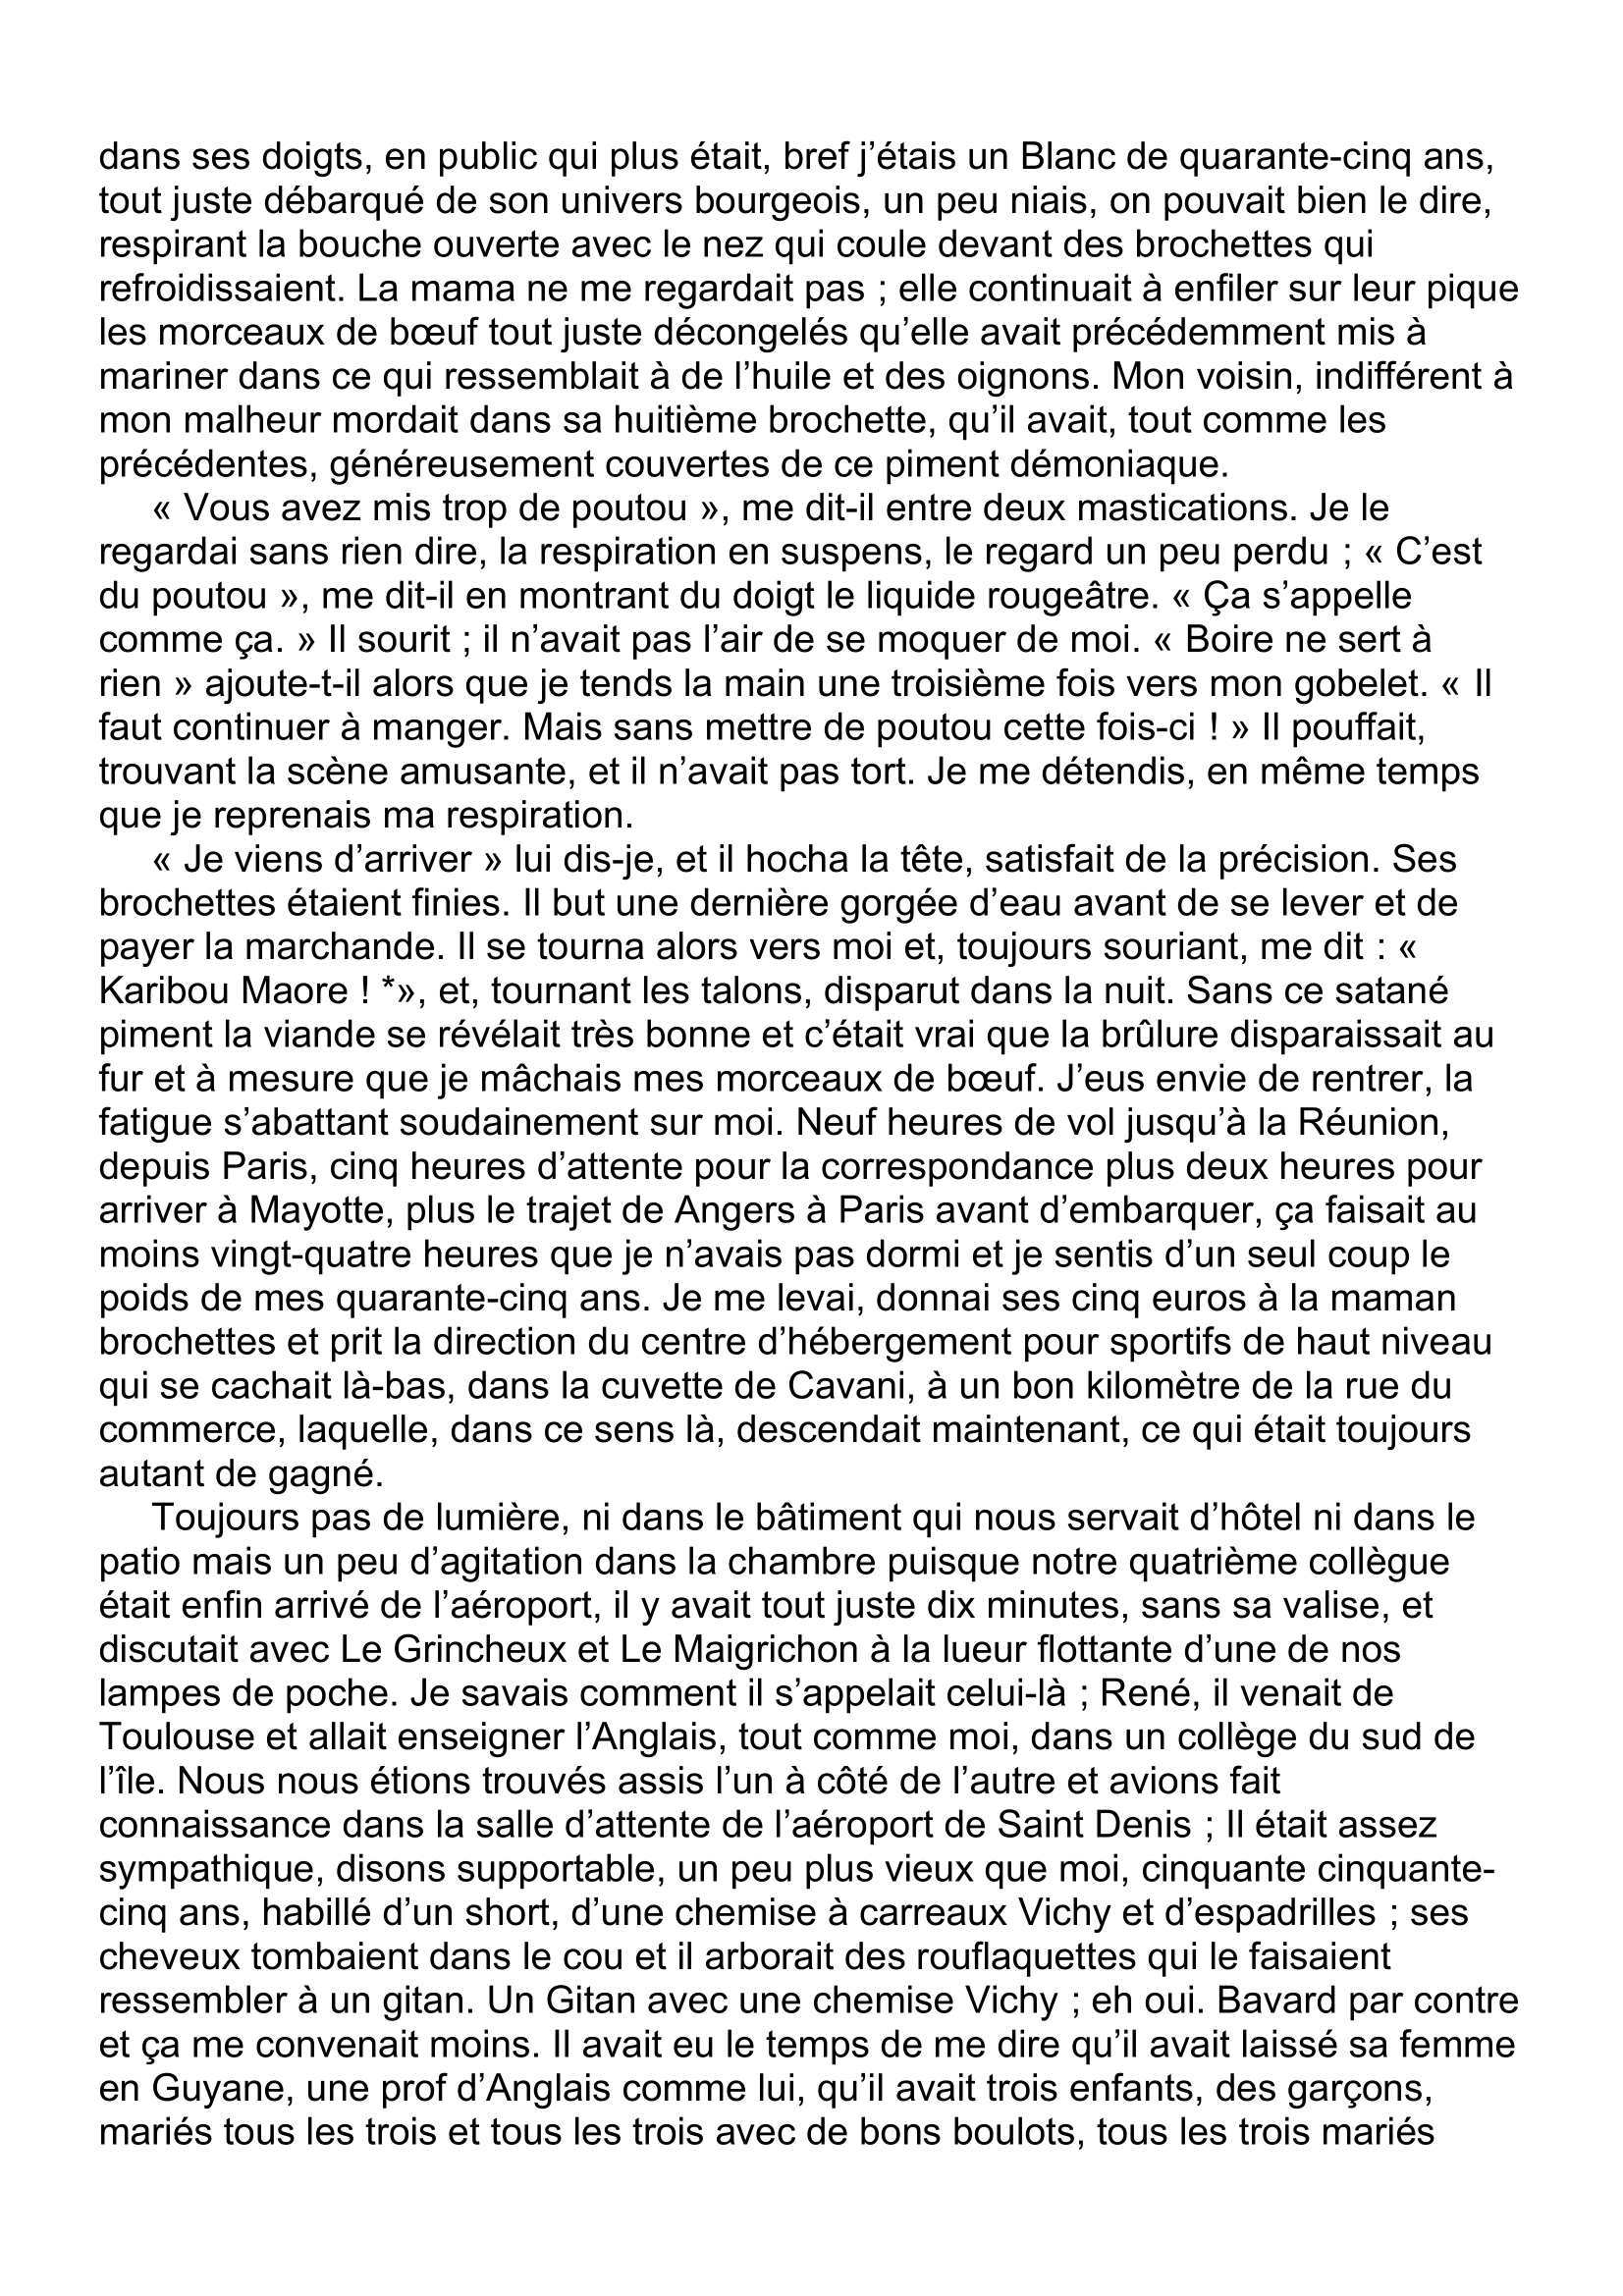 dans ses doigts, en public qui plus était, bref j’étais un Blanc de quarante-cinq ans,
tout juste débarqué de son univers bourgeois, un peu niais, on pouvait bien le dire,
respirant la bouche ouverte avec le nez qui coule devant des brochettes qui
refroidissaient. La mama ne me regardait pas ; elle continuait à enfiler sur leur pique
les morceaux de bœuf tout juste décongelés qu’elle avait précédemment mis à
mariner dans ce qui ressemblait à de l’huile et des oignons. Mon voisin, indifférent à
mon malheur mordait dans sa huitième brochette, qu’il avait, tout comme les
précédentes, généreusement couvertes de ce piment démoniaque.
« Vous avez mis trop de poutou », me dit-il entre deux mastications. Je le
regardai sans rien dire, la respiration en suspens, le regard un peu perdu ; « C’est
du poutou », me dit-il en montrant du doigt le liquide rougeâtre. « Ça s’appelle
comme ça. » Il sourit ; il n’avait pas l’air de se moquer de moi. « Boire ne sert à
rien » ajoute-t-il alors que je tends la main une troisième fois vers mon gobelet. « Il
faut continuer à manger. Mais sans mettre de poutou cette fois-ci ! » Il pouffait,
trouvant la scène amusante, et il n’avait pas tort. Je me détendis, en même temps
que je reprenais ma respiration.
« Je viens d’arriver » lui dis-je, et il hocha la tête, satisfait de la précision. Ses
brochettes étaient finies. Il but une dernière gorgée d’eau avant de se lever et de
payer la marchande. Il se tourna alors vers moi et, toujours souriant, me dit : «
Karibou Maore ! *», et, tournant les talons, disparut dans la nuit. Sans ce satané
piment la viande se révélait très bonne et c’était vrai que la brûlure disparaissait au
fur et à mesure que je mâchais mes morceaux de bœuf. J’eus envie de rentrer, la
fatigue s’abattant soudainement sur moi. Neuf heures de vol jusqu’à la Réunion,
depuis Paris, cinq heures d’attente pour la correspondance plus deux heures pour
arriver à Mayotte, plus le trajet de Angers à Paris avant d’embarquer, ça faisait au
moins vingt-quatre heures que je n’avais pas dormi et je sentis d’un seul coup le
poids de mes quarante-cinq ans. Je me levai, donnai ses cinq euros à la maman
brochettes et prit la direction du centre d’hébergement pour sportifs de haut niveau
qui se cachait là-bas, dans la cuvette de Cavani, à un bon kilomètre de la rue du
commerce, laquelle, dans ce sens là, descendait maintenant, ce qui était toujours
autant de gagné.
Toujours pas de lumière, ni dans le bâtiment qui nous servait d’hôtel ni dans le
patio mais un peu d’agitation dans la chambre puisque notre quatrième collègue
était enfin arrivé de l’aéroport, il y avait tout juste dix minutes, sans sa valise, et
discutait avec Le Grincheux et Le Maigrichon à la lueur flottante d’une de nos
lampes de poche. Je savais comment il s’appelait celui-là ; René, il venait de
Toulouse et allait enseigner l’Anglais, tout comme moi, dans un collège du sud de
l’île. Nous nous étions trouvés assis l’un à côté de l’autre et avions fait
connaissance dans la salle d’attente de l’aéroport de Saint Denis ; Il était assez
sympathique, disons supportable, un peu plus vieux que moi, cinquante cinquante-
cinq ans, habillé d’un short, d’une chemise à carreaux Vichy et d’espadrilles ; ses
cheveux tombaient dans le cou et il arborait des rouflaquettes qui le faisaient
ressembler à un gitan. Un Gitan avec une chemise Vichy ; eh oui. Bavard par contre
et ça me convenait moins. Il avait eu le temps de me dire qu’il avait laissé sa femme
en Guyane, une prof d’Anglais comme lui, qu’il avait trois enfants, des garçons,
mariés tous les trois et tous les trois avec de bons boulots, tous les trois mariés